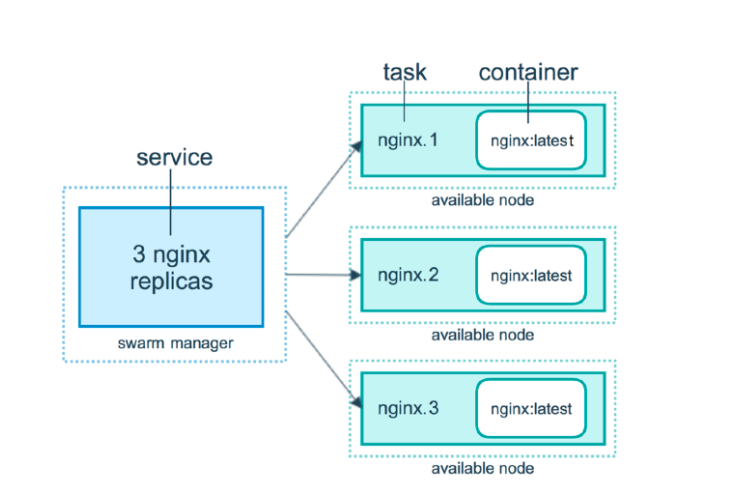 task
container
nginx.1
nginx:latest
available node
service
3 nginx
replicas
swarm manager
nginx.2
nginx:latest
available node
nginx.3
nginx:latest
available node